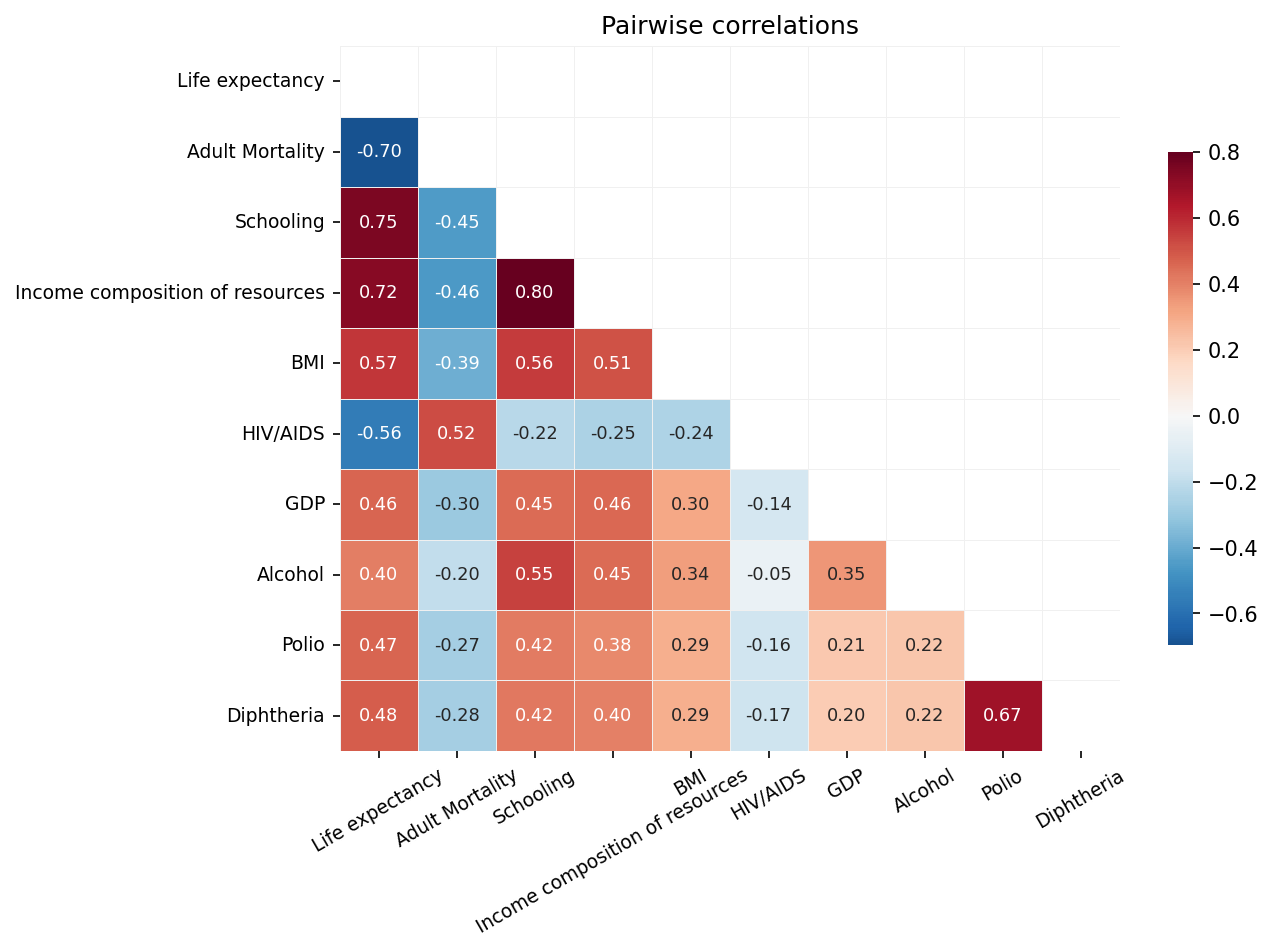 Pairwise correlations
Life expectancy
Adult Mortality -0.70
Schooling 0.75 -0.45
Income composition of resources 0.72 -0.46 0.80
BMI 0.57 -0.39 0.56 0.51
HIV/AIDS -0.56 0.52 -0.22 -0.25 -0.24
GDP 0.46 -0.30 0.45 0.46 0.30 -0.14
Alcohol 0.40 -0.20 0.55 0.45 0.34 -0.05 0.35
Polio 0.47 -0.27 0.42 0.38 0.29 -0.16 0.21 0.22
Diphtheria 0.48 -0.28 0.42 0.40 0.29 -0.17 0.20 0.22 0.67
Life expectancy
Adult Mortality
Schooling
Income composition of resources
BMI
HIV/AIDS
GDP
Alcohol
Polio
Diphtheria
0.8
0.6
0.4
0.2
0.0
−0.2
−0.4
−0.6